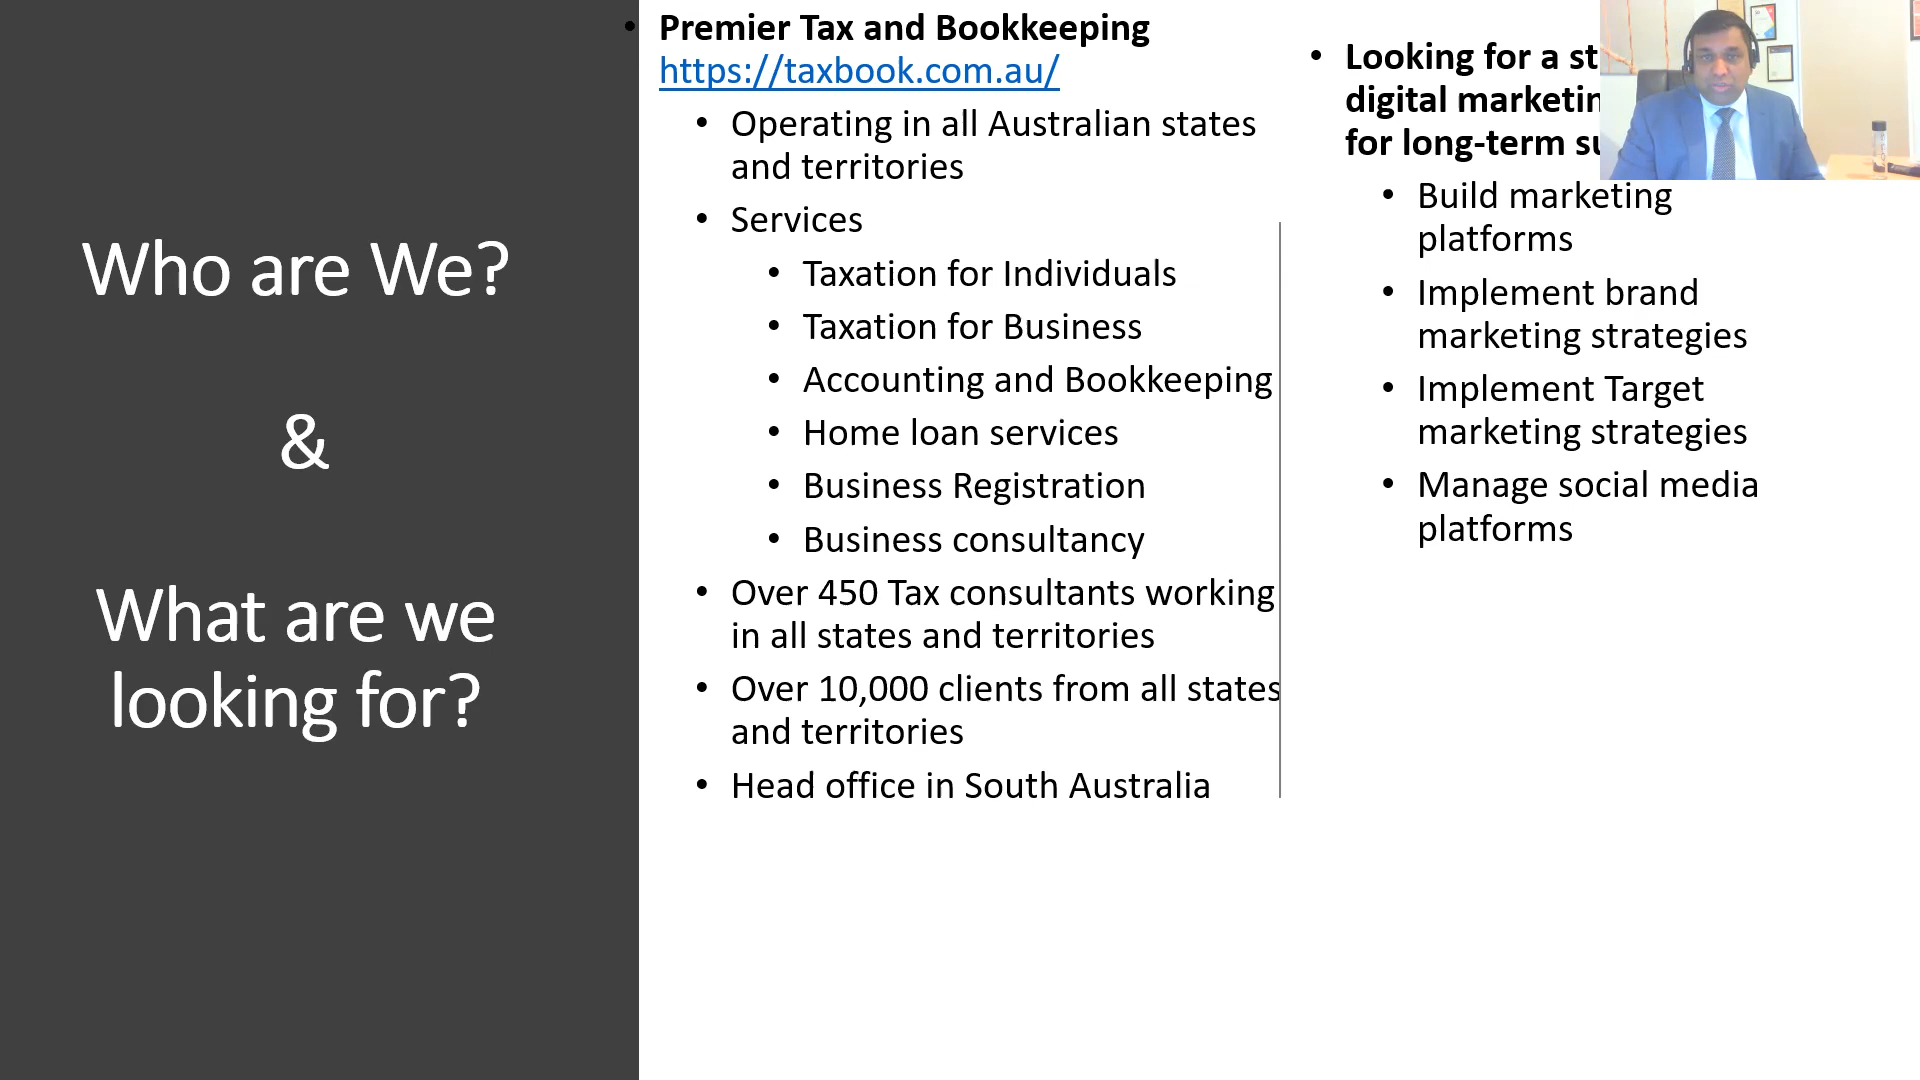 Who are We?
&
What are we
looking for?
• Premier Tax and Bookkeeping
https://taxbook.com.au/
• Operating in all Australian states
and territories
• Services
• Taxation for Individuals
• Taxation for Business
• Accounting and Bookkeeping
• Home loan services
• Business Registration
• Business consultancy
• Over 450 Tax consultants working
in all states and territories
• Over 10,000 clients from all states
and territories
• Head office in South Australia
• Looking for a
digital
for long-term
• Build marketing
platforms
• Implement brand
marketing strategies
• Implement Target
marketing strategies
• Manage social media
platforms